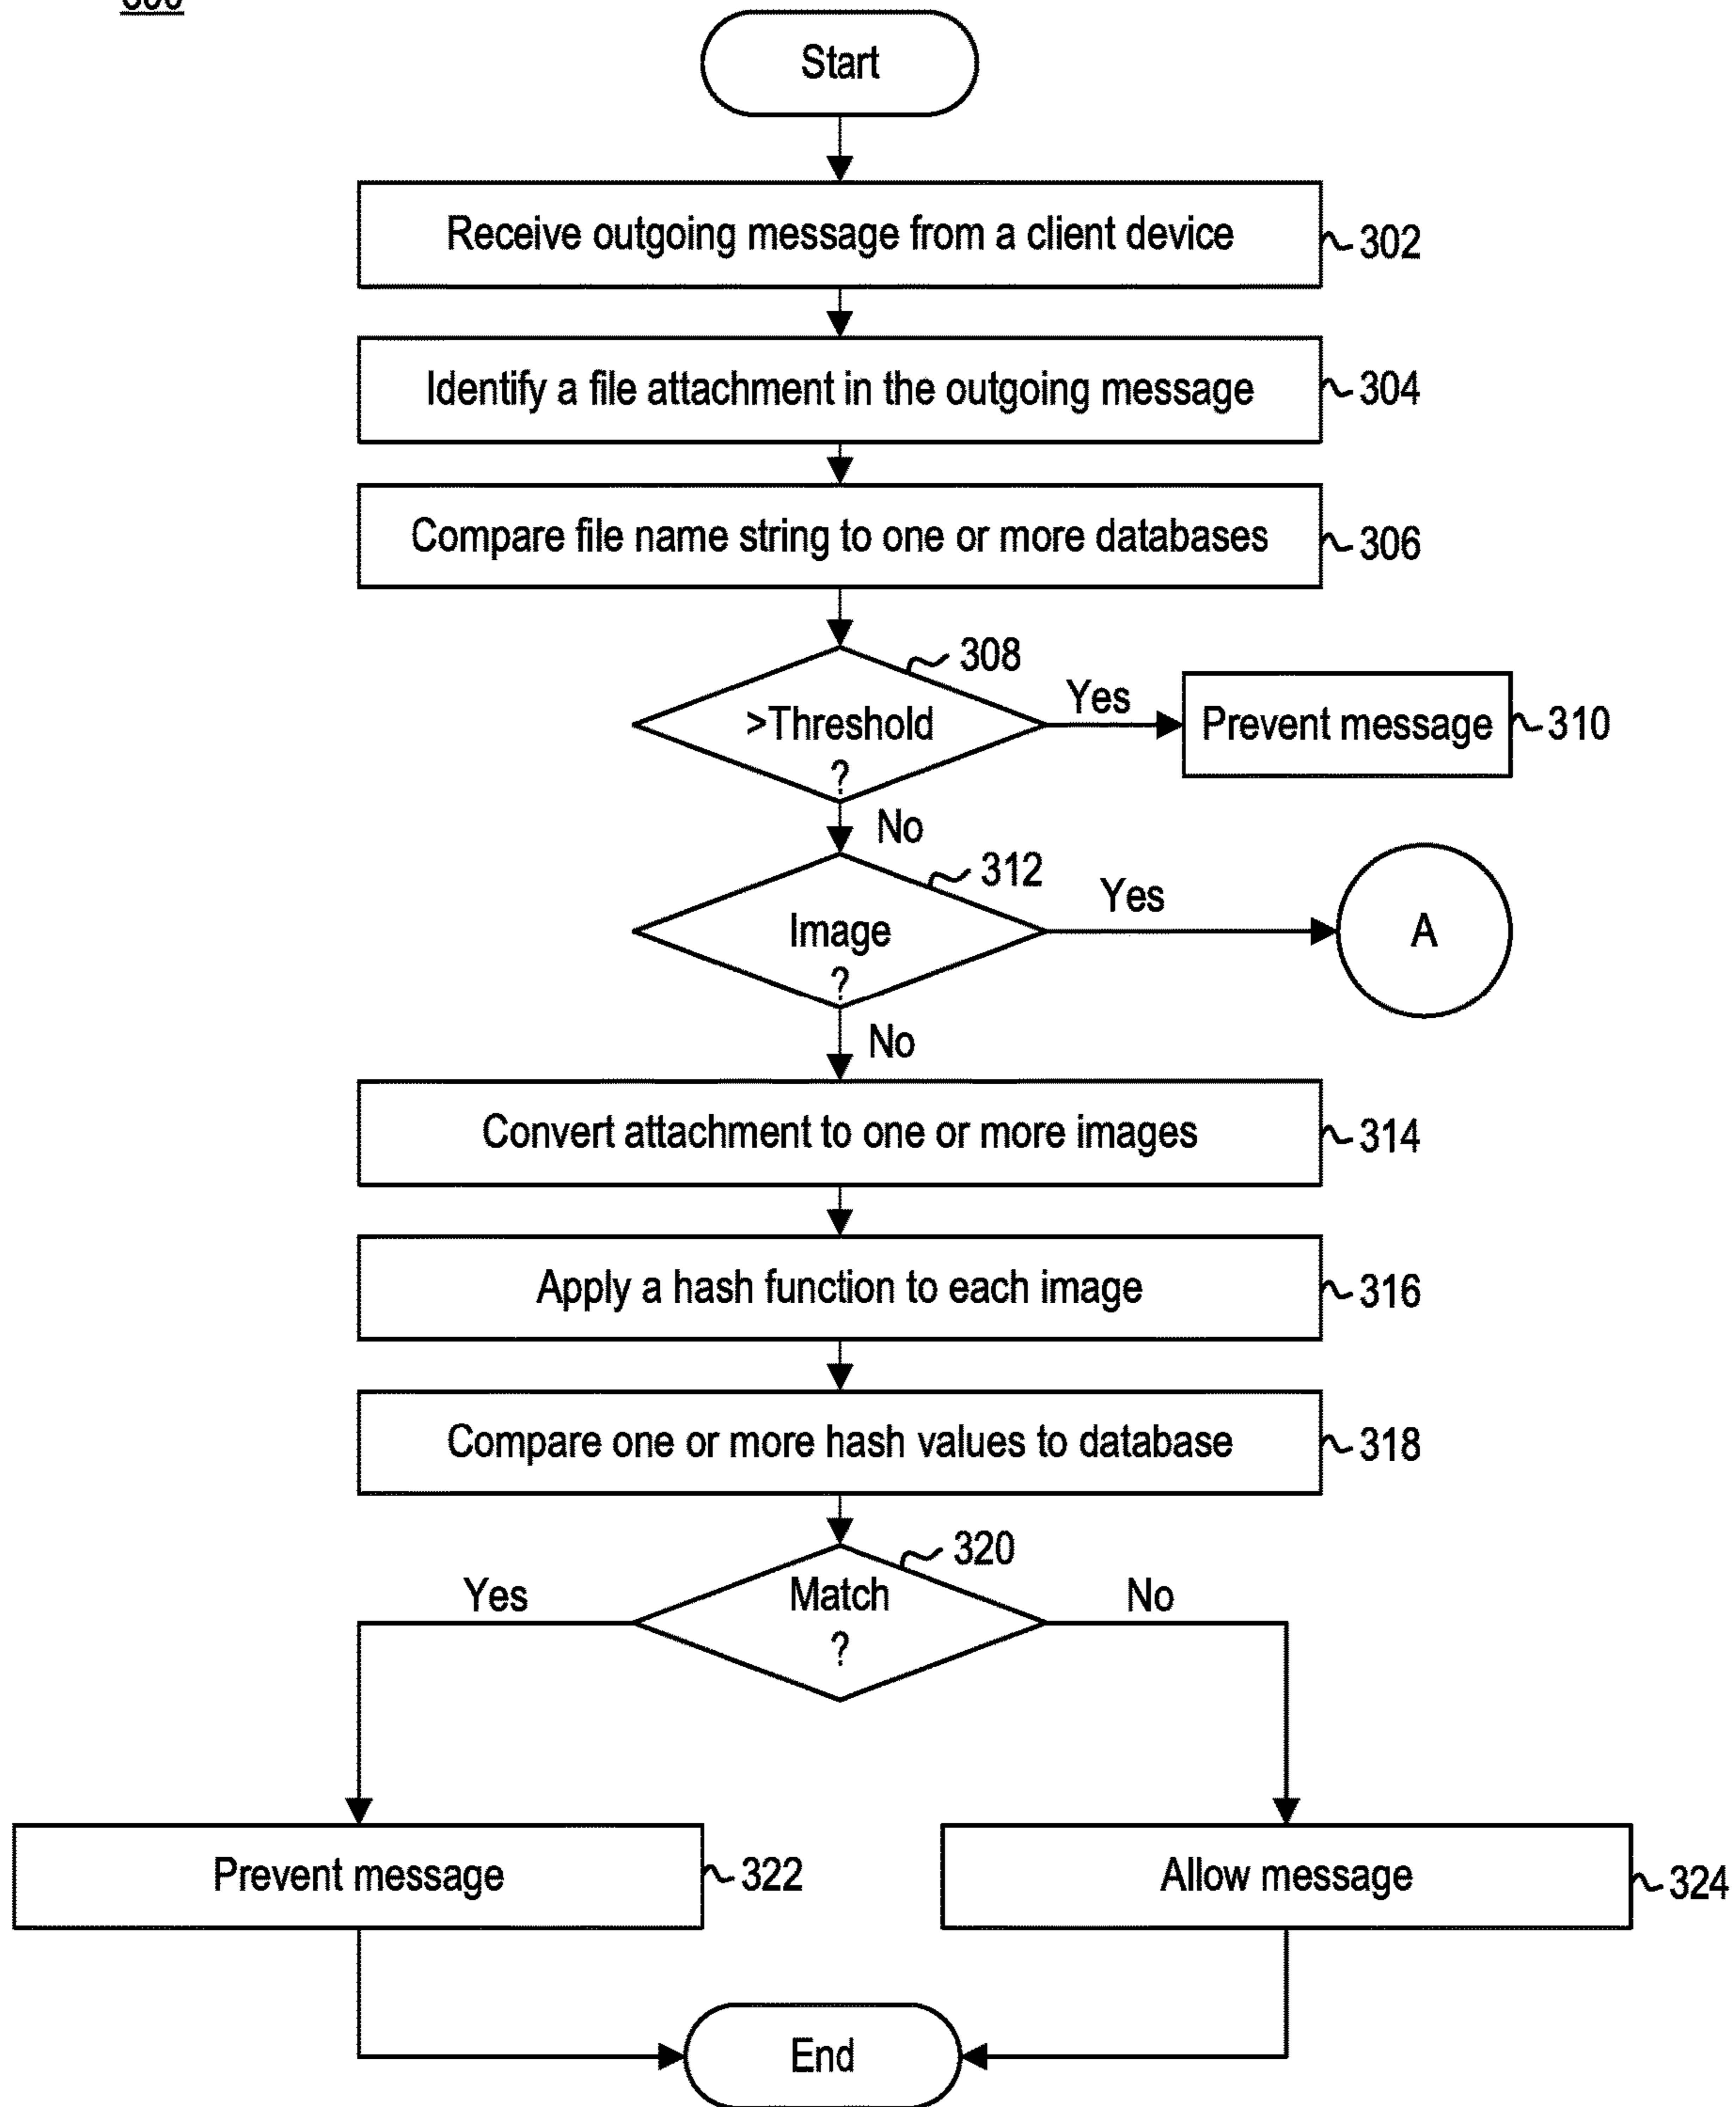 Start
Receive outgoing message from a client device
302
Identify a file attachment in the outgoing message
304
Compare file name string to one or more databases
306
308
>Threshold
?
Yes
Prevent message
310
No
312
Image
?
Yes
A
No
Convert attachment to one or more images
314
Apply a hash function to each image
316
Compare one or more hash values to database
318
320
Match
?
Yes
No
Prevent message
322
Allow message
324
End